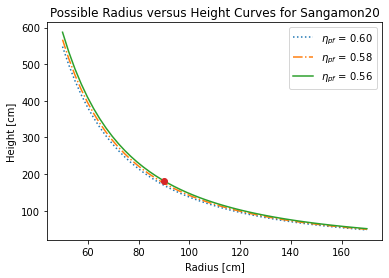 Possible Radius versus Height Curves for Sangamon20
600
500
400
300
200
100
Height [cm]
η_pf = 0.60
η_pf = 0.58
η_pf = 0.56
60 80 100 120 140 160
Radius [cm]